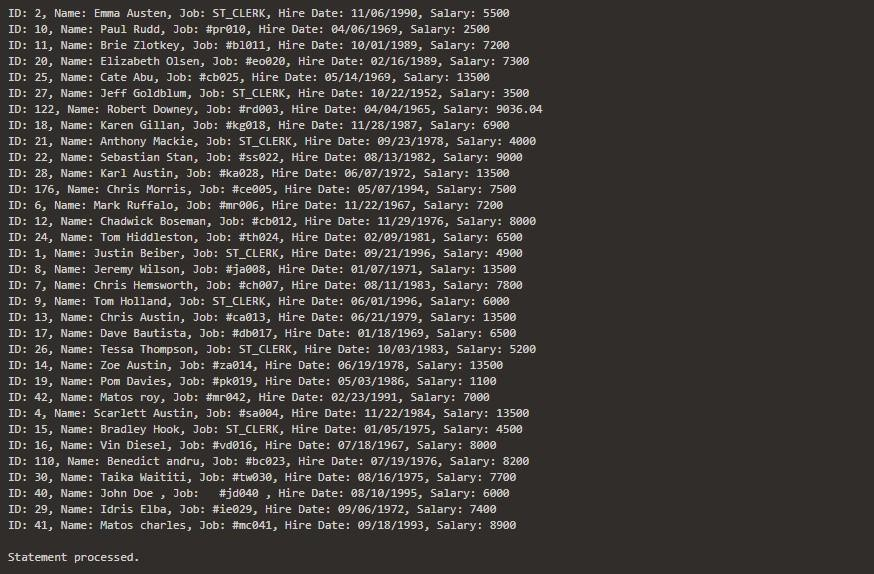 ID: 2, Name: Emma Austen, Job: ST_CLERK, Hire Date: 11/06/1990, Salary: 5500
ID: 10, Name: Paul Rudd, Job: #pr010, Hire Date: 04/06/1969, Salary: 2500
ID: 11, Name: Brie Zlotkey, Job: #bl011, Hire Date: 10/01/1989, Salary: 7200
ID: 20, Name: Elizabeth Olsen, Job: #eo020, Hire Date: 02/16/1989, Salary: 7300
ID: 25, Name: Cate Abu, Job: #cb025, Hire Date: 05/14/1969, Salary: 13500
ID: 27, Name: Jeff Goldblum, Job: ST_CLERK, Hire Date: 10/22/1952, Salary: 3500
ID: 122, Name: Robert Downey, Job: #rd003, Hire Date: 04/04/1965, Salary: 9036.04
ID: 18, Name: Karen Gillan, Job: #kg018, Hire Date: 11/28/1987, Salary: 6900
ID: 21, Name: Anthony Mackie, Job: ST_CLERK, Hire Date: 09/23/1978, Salary: 4000
ID: 22, Name: Sebastian Stan, Job: #ss022, Hire Date: 08/13/1982, Salary: 9000
ID: 28, Name: Karl Austin, Job: #ka028, Hire Date: 06/07/1972, Salary: 13500
ID: 176, Name: Chris Morris, Job: #ce005, Hire Date: 05/07/1994, Salary: 7500
ID: 6, Name: Mark Ruffalo, Job: #mr006, Hire Date: 11/22/1967, Salary: 7200
ID: 12, Name: Chadwick Boseman, Job: #cb012, Hire Date: 11/29/1976, Salary: 8000
ID: 24, Name: Tom Hiddleston, Job: #th024, Hire Date: 02/09/1981, Salary: 6500
ID: 1, Name: Justin Beiber, Job: ST_CLERK, Hire Date: 09/21/1996, Salary: 4900
ID: 8, Name: Jeremy Wilson, Job: #ja008, Hire Date: 01/07/1971, Salary: 13500
ID: 7, Name: Chris Hemsworth, Job: #ch007, Hire Date: 08/11/1983, Salary: 7800
ID: 9, Name: Tom Holland, Job: ST_CLERK, Hire Date: 06/01/1996, Salary: 6000
ID: 13, Name: Chris Austin, Job: #ca013, Hire Date: 06/21/1979, Salary: 13500
ID: 17, Name: Dave Bautista, Job: #db017, Hire Date: 01/18/1969, Salary: 6500
ID: 26, Name: Tessa Thompson, Job: ST_CLERK, Hire Date: 10/03/1983, Salary: 5200
ID: 14, Name: Zoe Austin, Job: #za014, Hire Date: 06/19/1978, Salary: 13500
ID: 19, Name: Pom Davies, Job: #pk019, Hire Date: 05/03/1986, Salary: 1100
ID: 42, Name: Matos roy, Job: #mr042, Hire Date: 02/23/1991, Salary: 7000
ID: 4, Name: Scarlett Austin, Job: #sa004, Hire Date: 11/22/1984, Salary: 13500
ID: 15, Name: Bradley Hook, Job: ST_CLERK, Hire Date: 01/05/1975, Salary: 4500
ID: 16, Name: Vin Diesel, Job: #vd016, Hire Date: 07/18/1967, Salary: 8000
ID: 110, Name: Benedict andru, Job: #bc023, Hire Date: 07/19/1976, Salary: 8200
ID: 30, Name: Taika Waititi, Job: #tw030, Hire Date: 08/16/1975, Salary: 7700
ID: 40, Name: John Doe , Job:   #jd040 , Hire Date: 08/10/1995, Salary: 6000
ID: 29, Name: Idris Elba, Job: #ie029, Hire Date: 09/06/1972, Salary: 7400
ID: 41, Name: Matos charles, Job: #mc041, Hire Date: 09/18/1993, Salary: 8900
Statement processed.